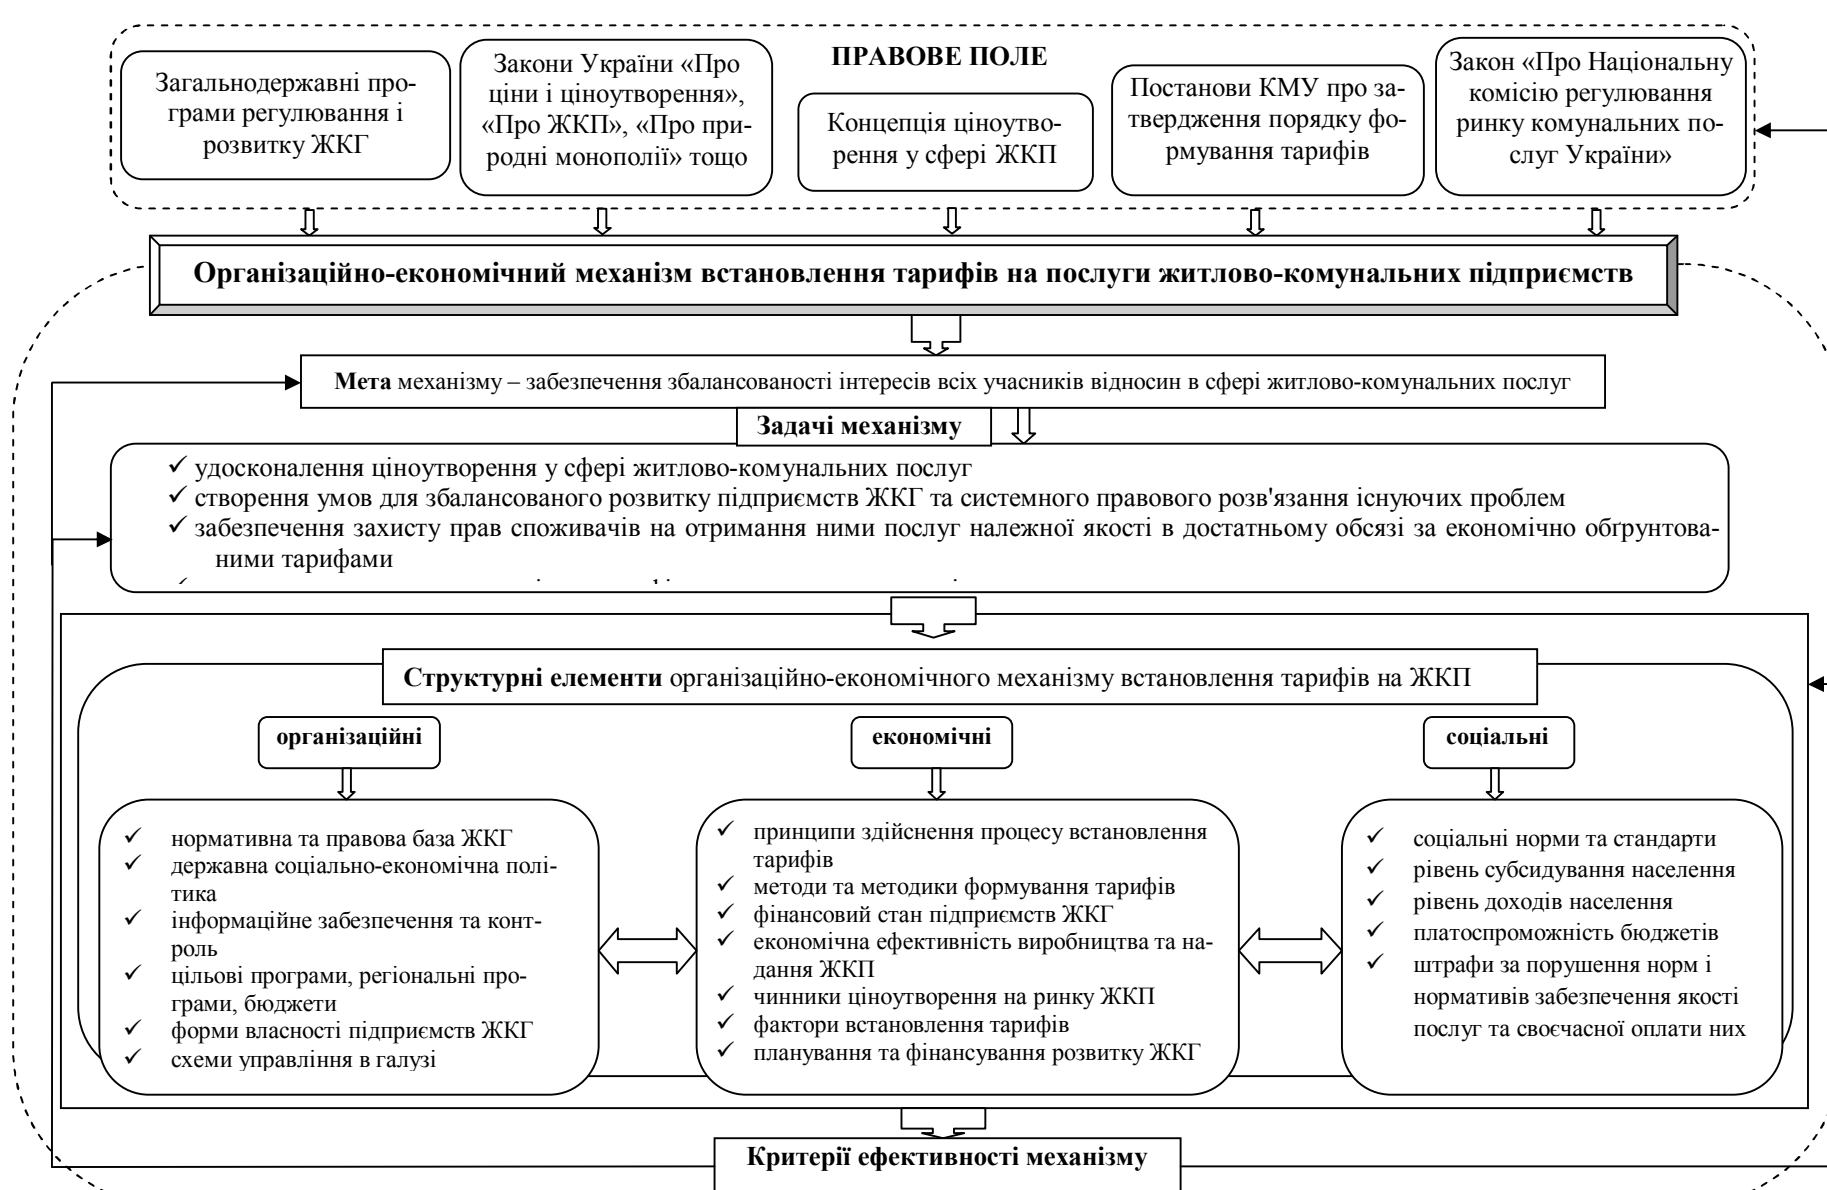 ПРАВОВЕ ПОЛЕ
Загальнодержавні про-
грами регулювання і
розвитку ЖКГ
Закони України «Про
ціни і ціноутворення»,
«Про ЖКП», «Про при-
родні монополії» тощо
Концепція ціноутво-
рення у сфері ЖКП
Постанови КМУ про за-
твердження порядку фо-
рмування тарифів
Закон «Про Національну
комісію регулювання
ринку комунальних по-
слуг України»
Організаційно-економічний механізм встановлення тарифів на послуги житлово-комунальних підприємств
Мета механізму – забезпечення збалансованості інтересів всіх учасників відносин в сфері житлово-комунальних послуг
Задачі механізму
✓ удосконалення ціноутворення у сфері житлово-комунальних послуг
✓ створення умов для збалансованого розвитку підприємств ЖКГ та системного правового розв'язання існуючих проблем
✓ забезпечення захисту прав споживачів на отримання ними послуг належної якості в достатньому обсязі за економічно обґрунтова-
ними тарифами
Структурні елементи організаційно-економічного механізму встановлення тарифів на ЖКП
організаційні
✓ нормативна та правова база ЖКГ
✓ державна соціально-економічна полі-
тика
✓ інформаційне забезпечення та конт-
роль
✓ цільові програми, регіональні про-
грами, бюджети
✓ форми власності підприємств ЖКГ
✓ схеми управління в галузі
економічні
✓ принципи здійснення процесу встановлення
тарифів
✓ методи та методики формування тарифів
✓ фінансовий стан підприємств ЖКГ
✓ економічна ефективність виробництва та на-
дання ЖКП
✓ чинники ціноутворення на ринку ЖКП
✓ фактори встановлення тарифів
✓ планування та фінансування розвитку ЖКГ
соціальні
✓ соціальні норми та стандарти
✓ рівень субсидування населення
✓ рівень доходів населення
✓ платоспроможність бюджетів
✓ штрафи за порушення норм і
нормативів забезпечення якості
послуг та своєчасної оплати них
Критерії ефективності механізму